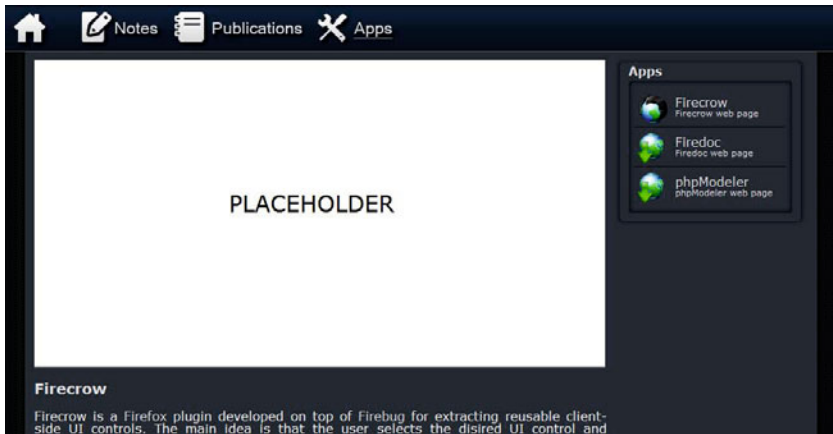 Notes Publications Apps
PLACEHOLDER
Apps
Firecrow
Firecrow web page
Firedoc
Firedoc web page
phpModeler
phpModeler web page
Firecrow
Firecrow is a Firefox plugin developed on top of Firebug for extracting reusable client-
side UI controls. The main idea is that the user selects the disired UI control and